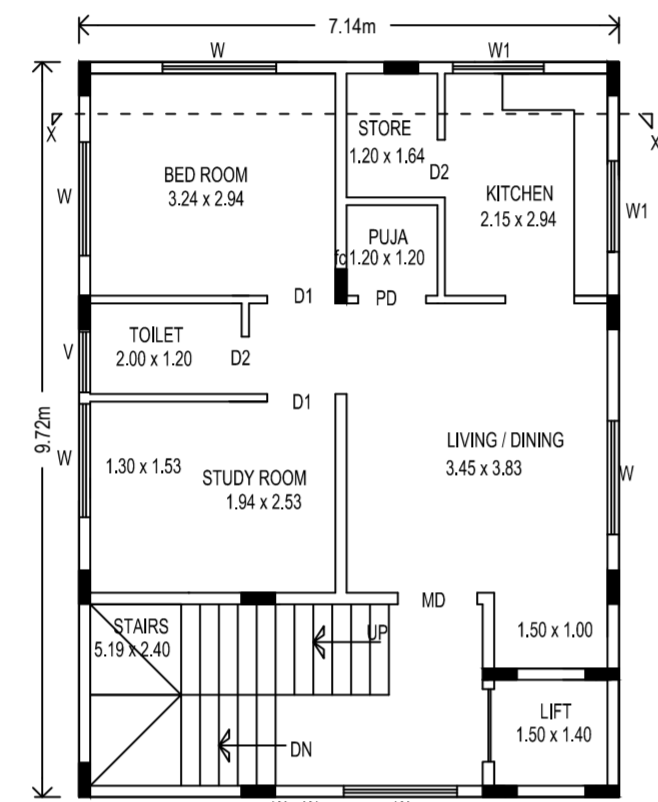 7.14m
W
W1
X
X
STORE
1.20 x 1.64
BED ROOM
3.24 x 2.94
D2
KITCHEN
2.15 x 2.94
W
W1
PUJA
fc
1.20 x 1.20
D1
PD
TOILET
2.00 x 1.20
V
D2
D1
9.72m
W
1.30 x 1.53
STUDY ROOM
1.94 x 2.53
LIVING / DINING
3.45 x 3.83
W
MD
STAIRS
5.19 x 2.40
UP
1.50 x 1.00
LIFT
1.50 x 1.40
DN